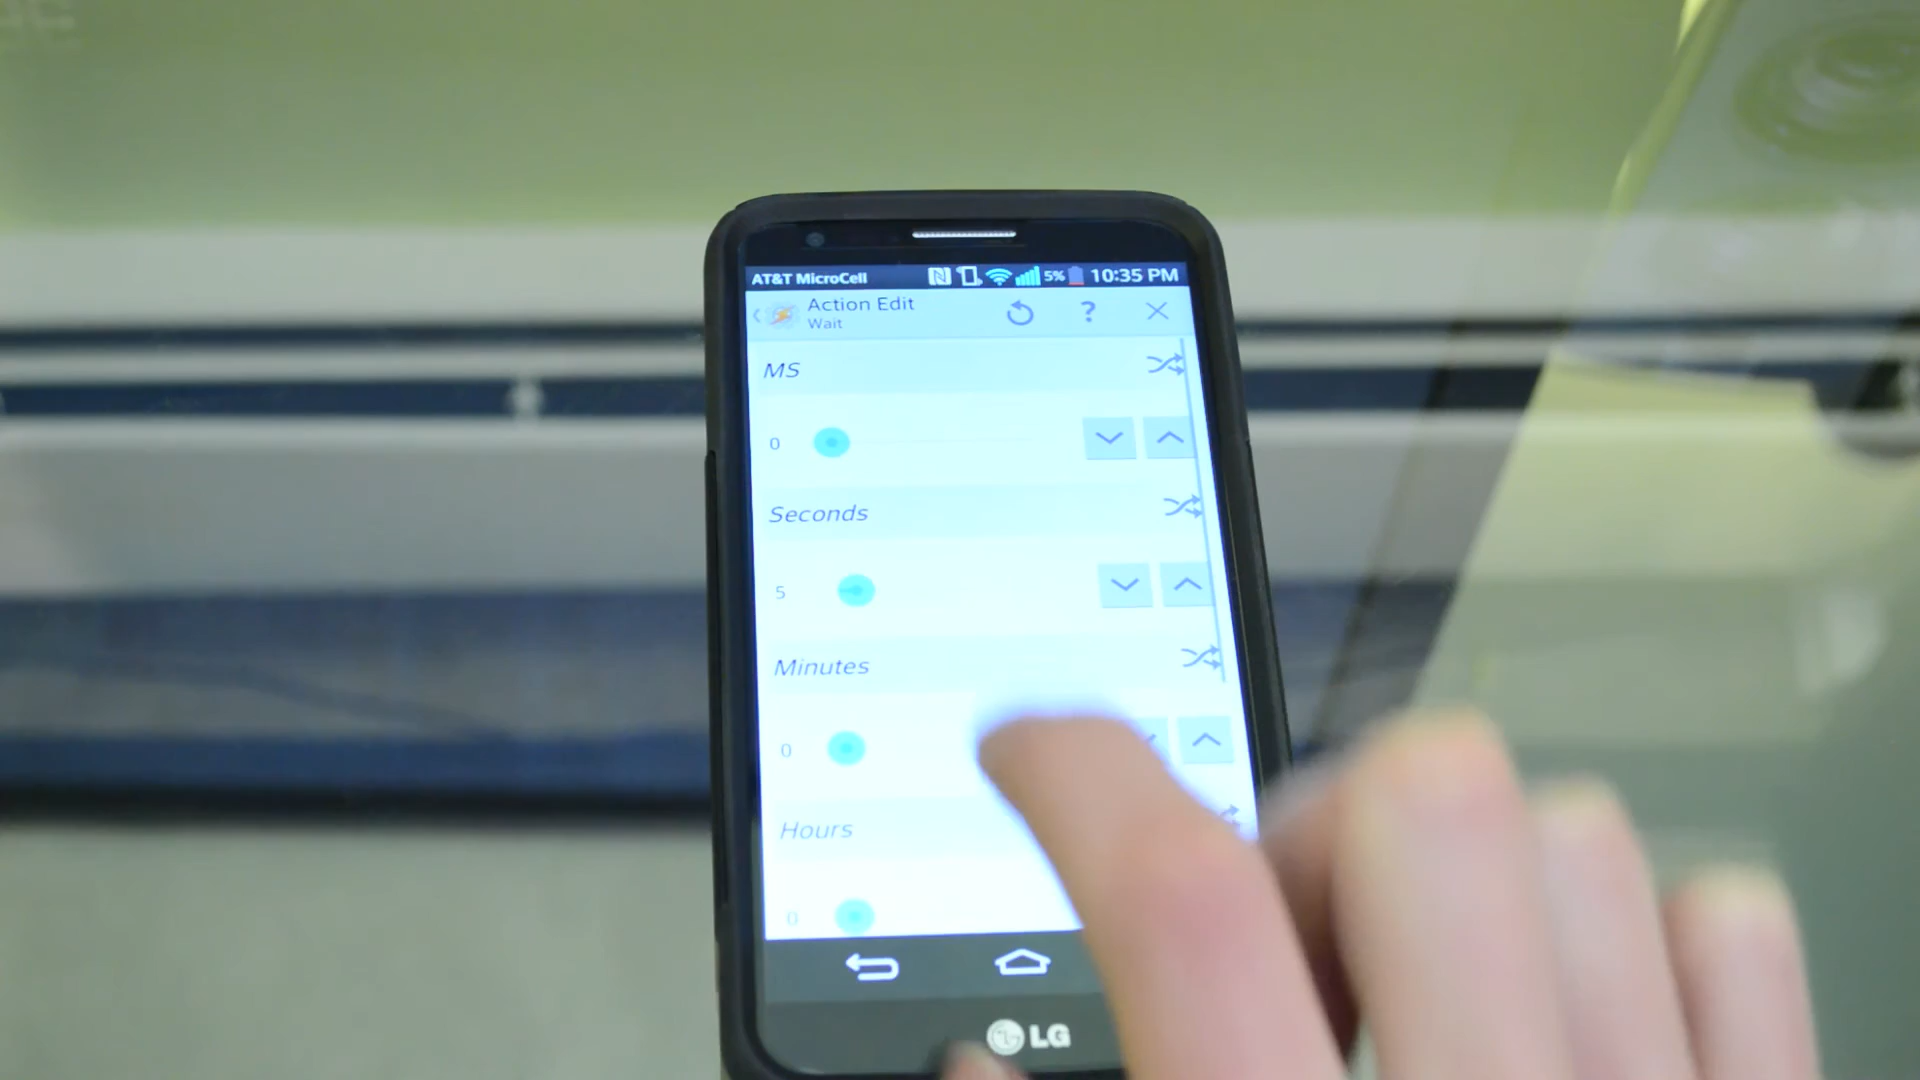 AT&T MicroCell 5% 10:35 PM
Action Edit
Wait
?
MS
0
Seconds
5
Minutes
0
Hours
0
LG